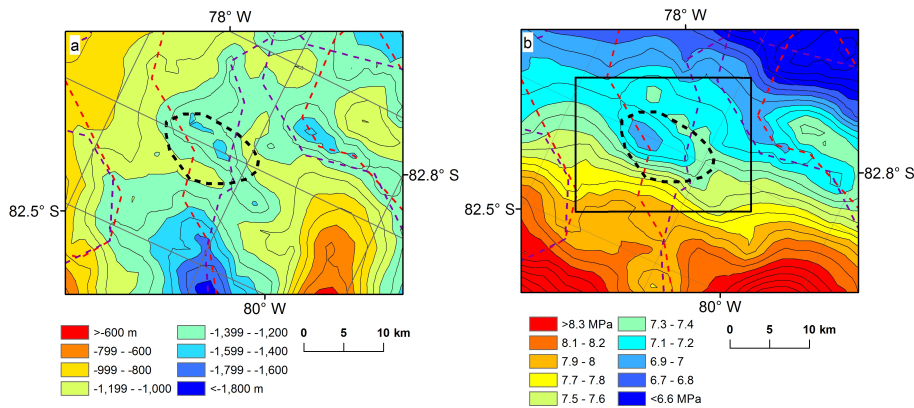 78° W
78° W
a
b
82.8° S
82.8° S
82.5° S
82.5° S
80° W
80° W
>-600 m
-799 - -600
-999 - -800
-1,199 - -1,000
-1,399 - -1,200
-1,599 - -1,400
-1,799 - -1,600
<-1,800 m
0 5 10 km
>8.3 MPa
8.1 - 8.2
7.9 - 8
7.7 - 7.8
7.5 - 7.6
7.3 - 7.4
7.1 - 7.2
6.9 - 7
6.7 - 6.8
<6.6 MPa
0 5 10 km